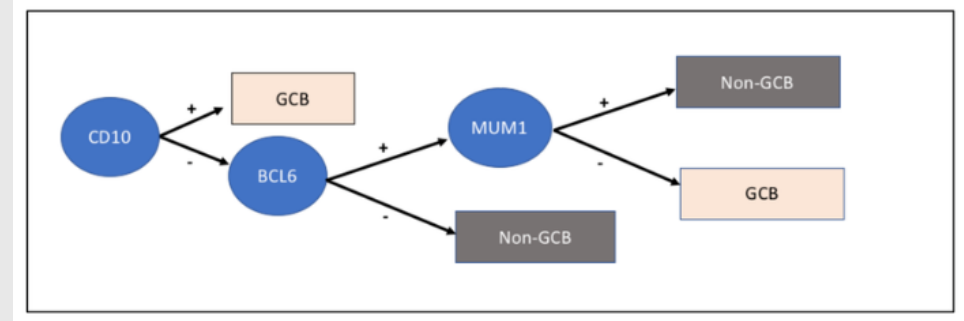 CD10
+
GCB
-
BCL6
+
MUM1
+
Non-GCB
-
GCB
-
Non-GCB